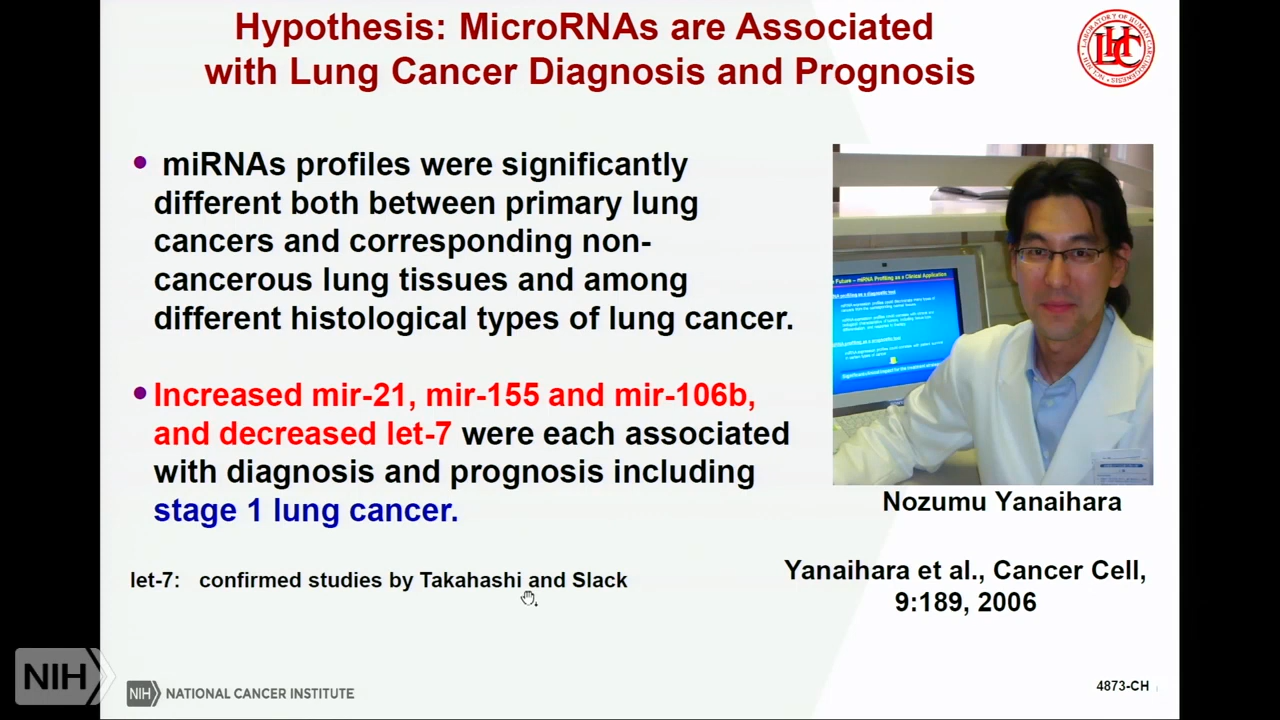 Hypothesis: MicroRNAs are Associated
with Lung Cancer Diagnosis and Prognosis
• miRNAs profiles were significantly
different both between primary lung
cancers and corresponding non-
cancerous lung tissues and among
different histological types of lung cancer.
• Increased mir-21, mir-155 and mir-106b,
and decreased let-7 were each associated
with diagnosis and prognosis including
stage 1 lung cancer.
let-7: confirmed studies by Takahashi and Slack
Nozumu Yanaihara
Yanaihara et al., Cancer Cell,
9:189, 2006
NIH
NIH NATIONAL CANCER INSTITUTE
4873-CH